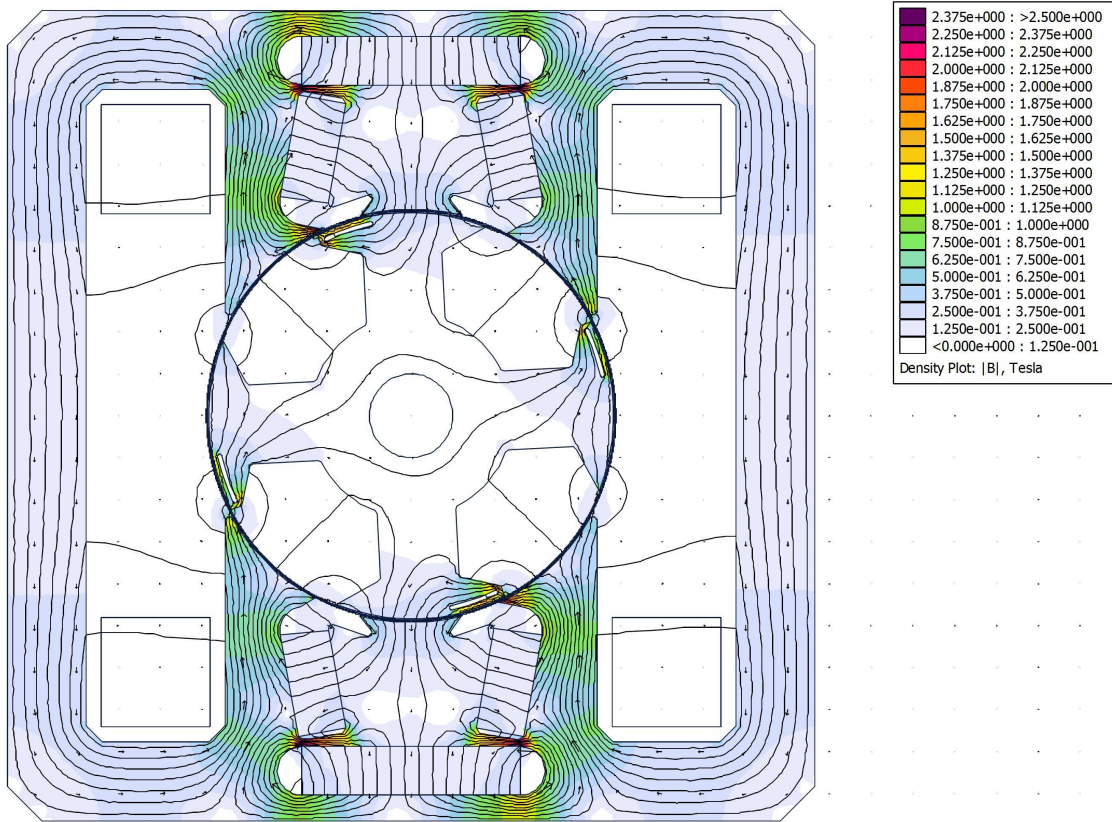 2.375e+000 : >2.500e+000
2.250e+000 : 2.375e+000
2.125e+000 : 2.250e+000
2.000e+000 : 2.125e+000
1.875e+000 : 2.000e+000
1.750e+000 : 1.875e+000
1.625e+000 : 1.750e+000
1.500e+000 : 1.625e+000
1.375e+000 : 1.500e+000
1.250e+000 : 1.375e+000
1.125e+000 : 1.250e+000
1.000e+000 : 1.125e+000
8.750e-001 : 1.000e+000
7.500e-001 : 8.750e-001
6.250e-001 : 7.500e-001
5.000e-001 : 6.250e-001
3.750e-001 : 5.000e-001
2.500e-001 : 3.750e-001
1.250e-001 : 2.500e-001
<0.000e+000 : 1.250e-001
Density Plot: |B|, Tesla